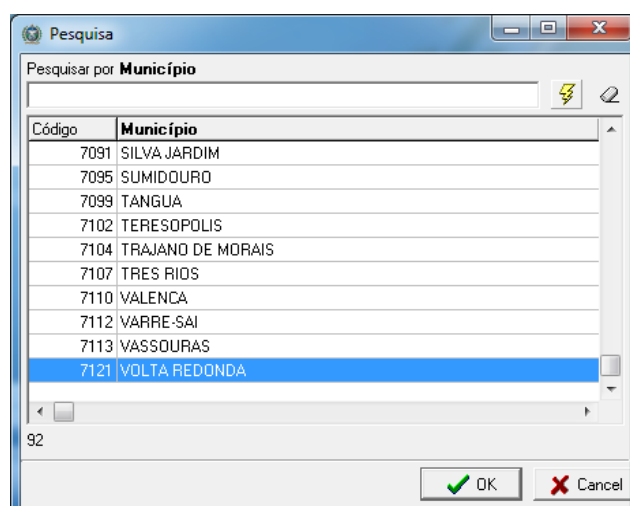 Pesquisa
Pesquisar por Município
Código Município
7091 SILVA JARDIM
7095 SUMIDOURO
7099 TANGUA
7102 TERESOPOLIS
7104 TRAJANO DE MORAIS
7107 TRES RIOS
7110 VALENCA
7112 VARRE-SAI
7113 VASSOURAS
7121 VOLTA REDONDA
92
OK Cancel